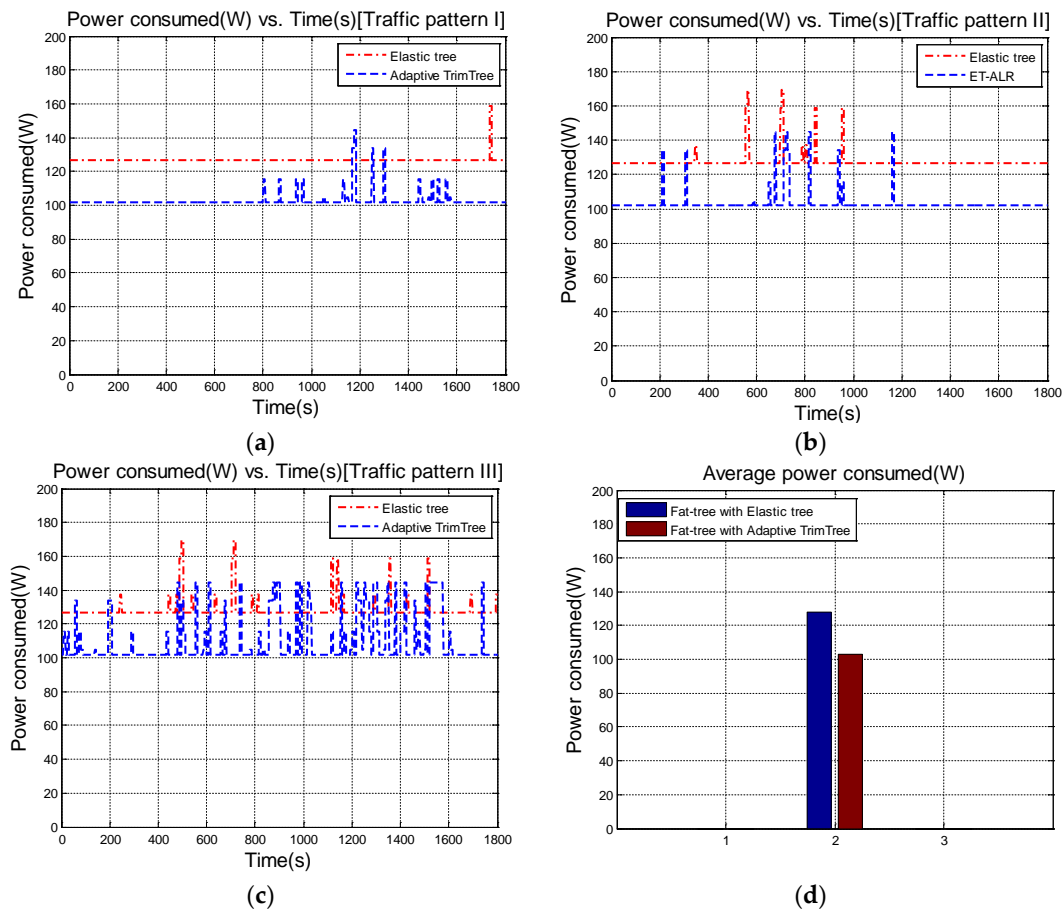 Power consumed(W) vs. Time(s)[Traffic pattern I]
Power consumed(W)
200
180
160
140
120
100
80
60
40
20
0
Elastic tree
Adaptive TrimTree
0 200 400 600 800 1000 1200 1400 1600 1800
Time(s)
(a)
Power consumed(W) vs. Time(s)[Traffic pattern II]
Power consumed(W)
200
180
160
140
120
100
80
60
40
20
0
Elastic tree
ET-ALR
0 200 400 600 800 1000 1200 1400 1600 1800
Time(s)
(b)
Power consumed(W) vs. Time(s)[Traffic pattern III]
Power consumed(W)
200
180
160
140
120
100
80
60
40
20
0
Elastic tree
Adaptive TrimTree
0 200 400 600 800 1000 1200 1400 1600 1800
Time(s)
(c)
Average power consumed(W)
Power consumed(W)
200
180
160
140
120
100
80
60
40
20
0
Fat-tree with Elastic tree
Fat-tree with Adaptive TrimTree
1 2 3
(d)